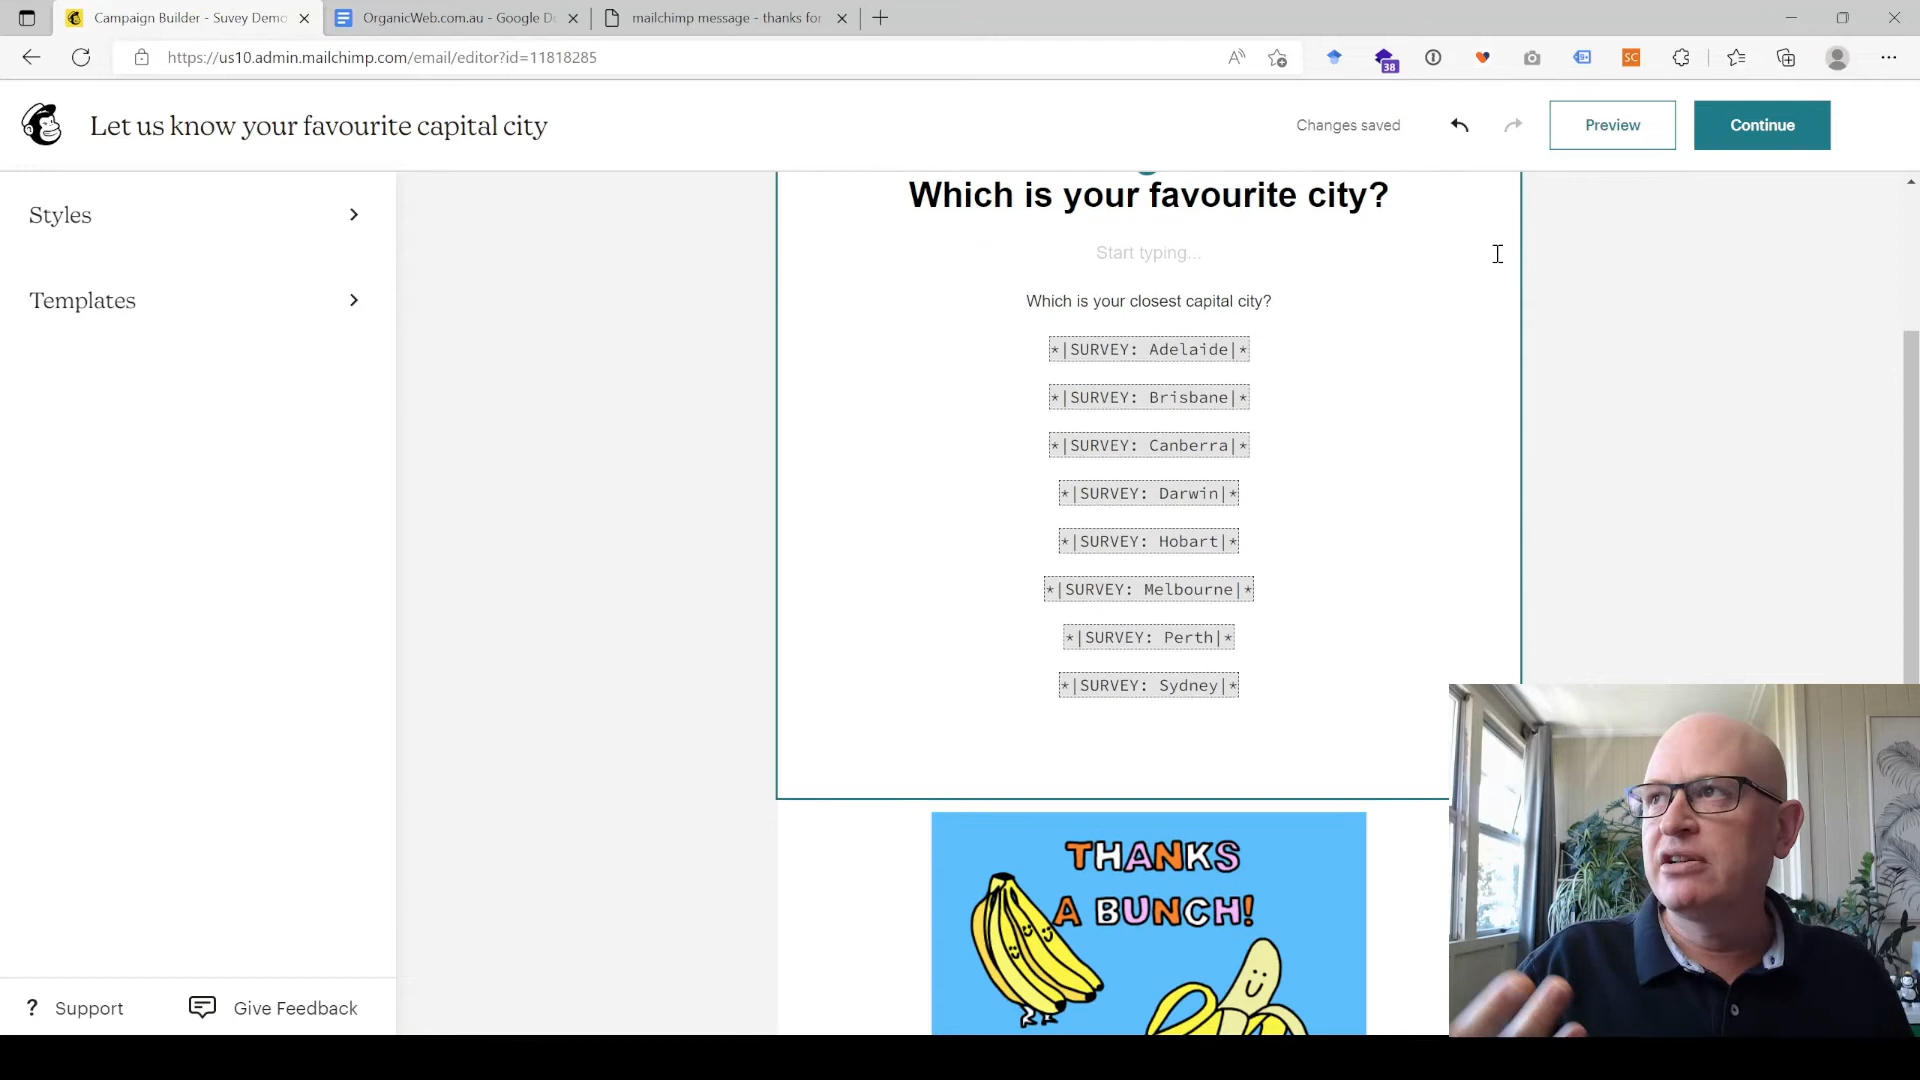 Campaign Builder - Suvey Demo
OrganicWeb.com.au - Google D
mailchimp message - thanks for
https://us10.admin.mailchimp.com/email/editor?id=11818285
38
SC
Let us know your favourite capital city
Changes saved
Preview
Continue
Styles
Templates
Which is your favourite city?
Start typing...
Which is your closest capital city?
*|SURVEY: Adelaide|*
*|SURVEY: Brisbane|*
*|SURVEY: Canberra|*
*|SURVEY: Darwin|*
*|SURVEY: Hobart|*
*|SURVEY: Melbourne|*
*|SURVEY: Perth|*
*|SURVEY: Sydney|*
THANKS
A BUNCH!
? Support
Give Feedback